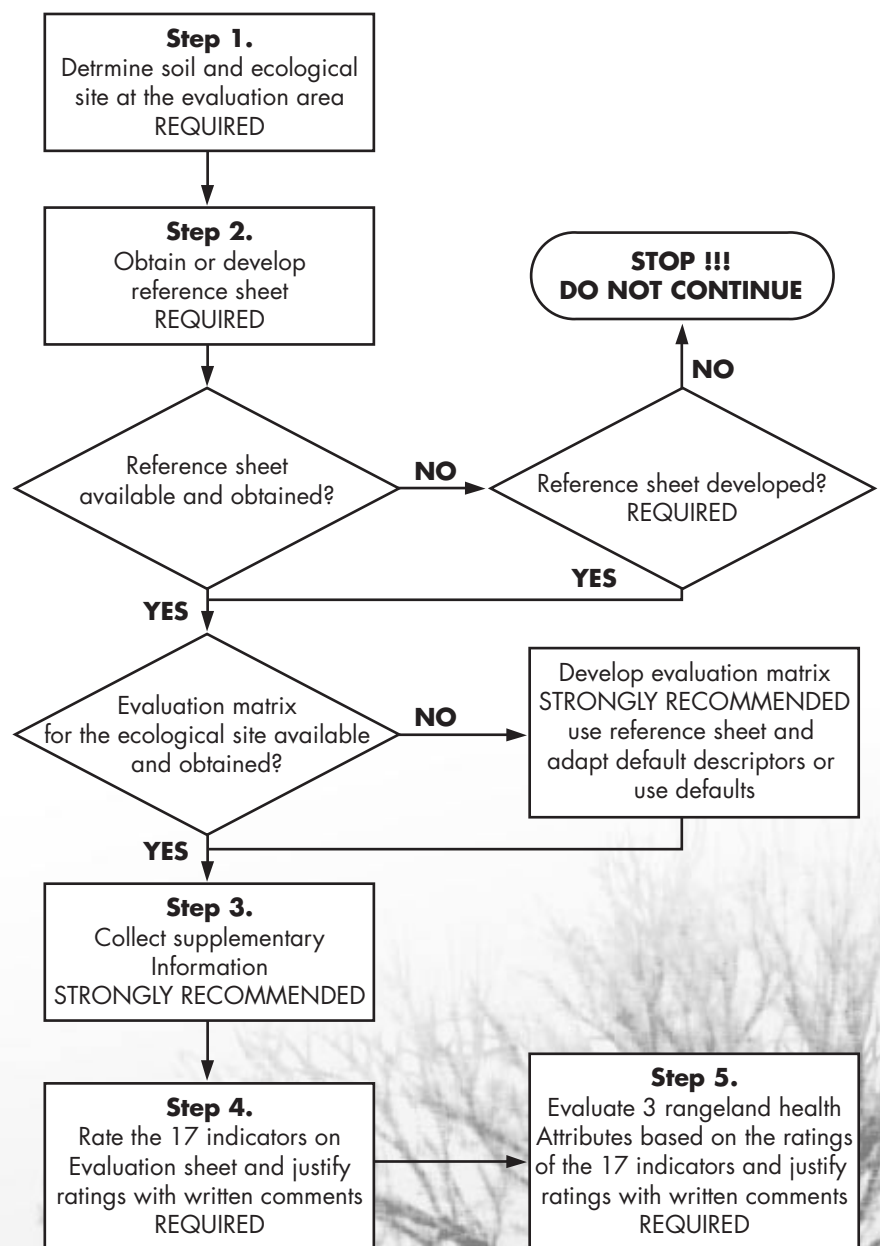 Step 1.
Detrmine soil and ecological
site at the evaluation area
REQUIRED
Step 2.
Obtain or develop
reference sheet
REQUIRED
STOP !!!
DO NOT CONTINUE
NO
Reference sheet
available and obtained?
NO
Reference sheet developed?
REQUIRED
YES
YES
Evaluation matrix
for the ecological site available
and obtained?
NO
Develop evaluation matrix
STRONGLY RECOMMENDED
use reference sheet and
adapt default descriptors or
use defaults
YES
Step 3.
Collect supplementary
Information
STRONGLY RECOMMENDED
Step 4.
Rate the 17 indicators on
Evaluation sheet and justify
ratings with written comments
REQUIRED
Step 5.
Evaluate 3 rangeland health
Attributes based on the ratings
of the 17 indicators and justify
ratings with written comments
REQUIRED